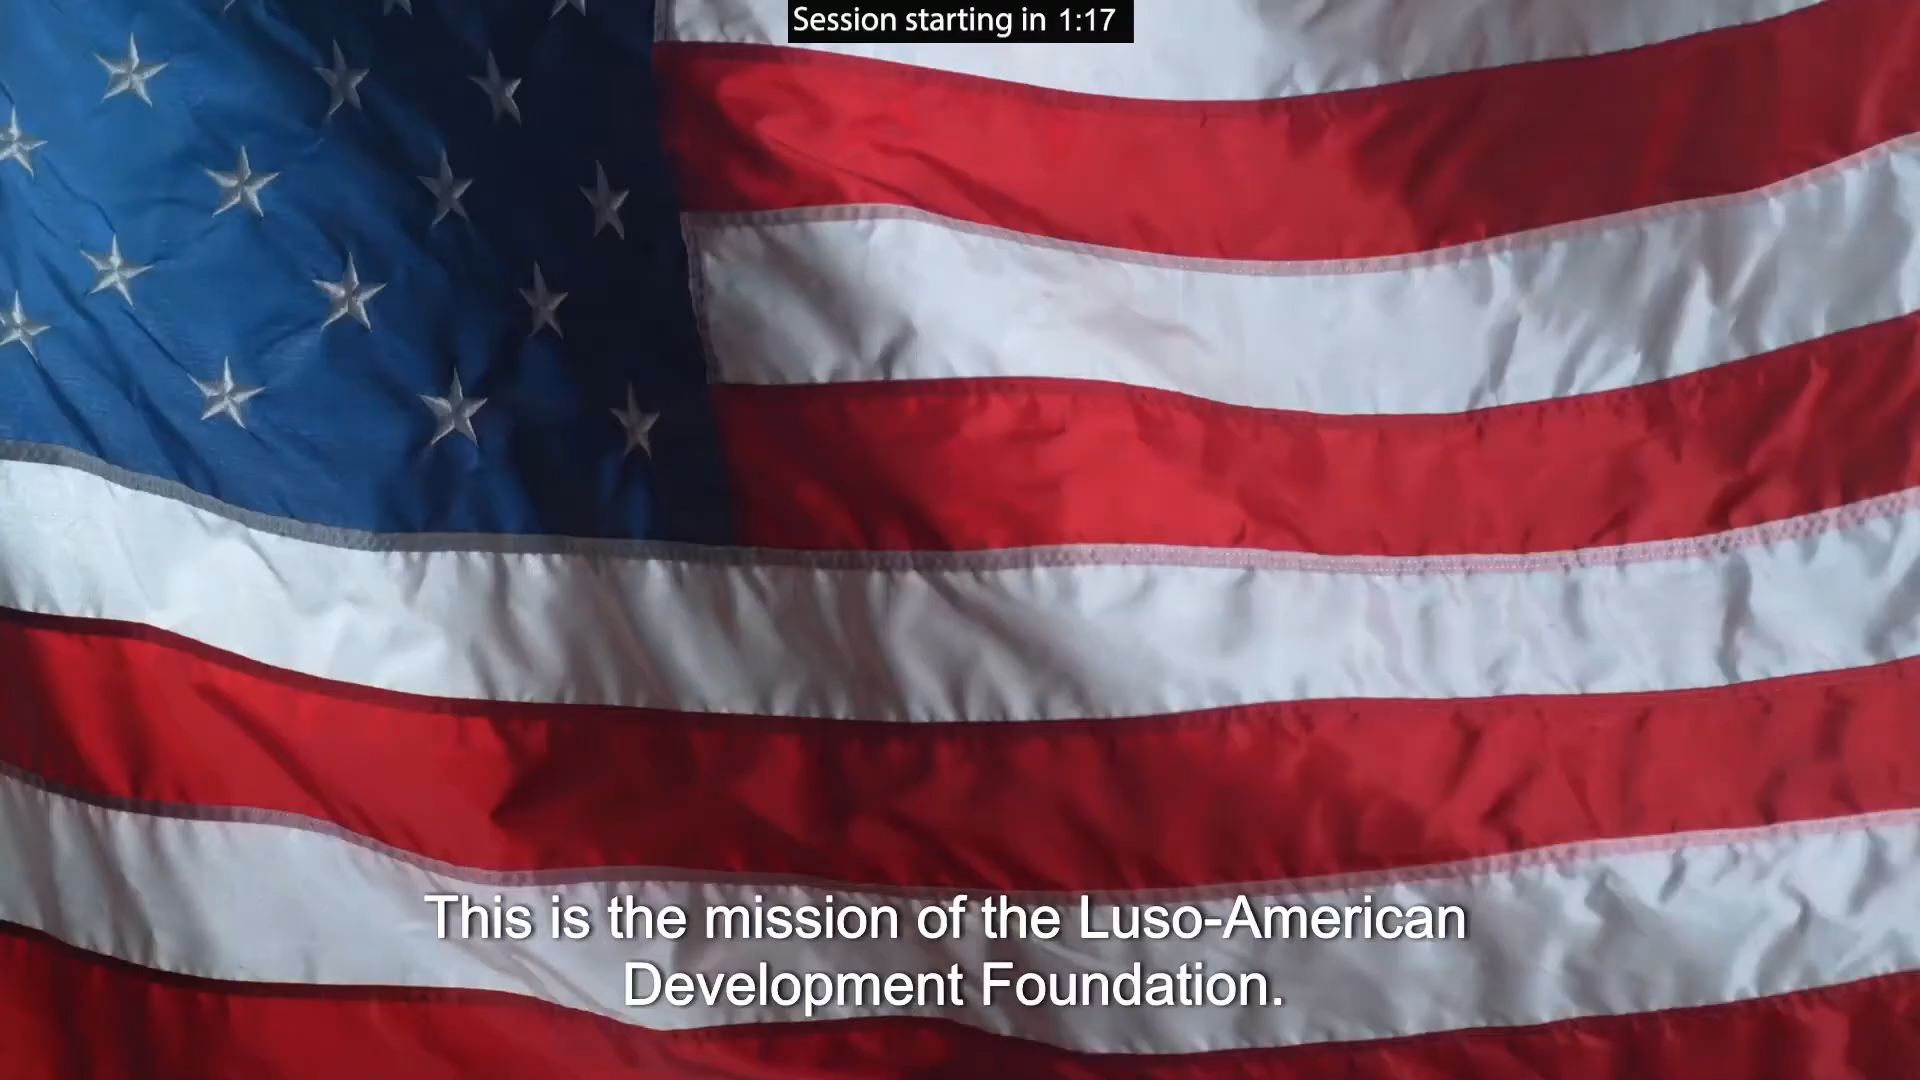 Session starting in 1:17
This is the mission of the Luso-American
Development Foundation.